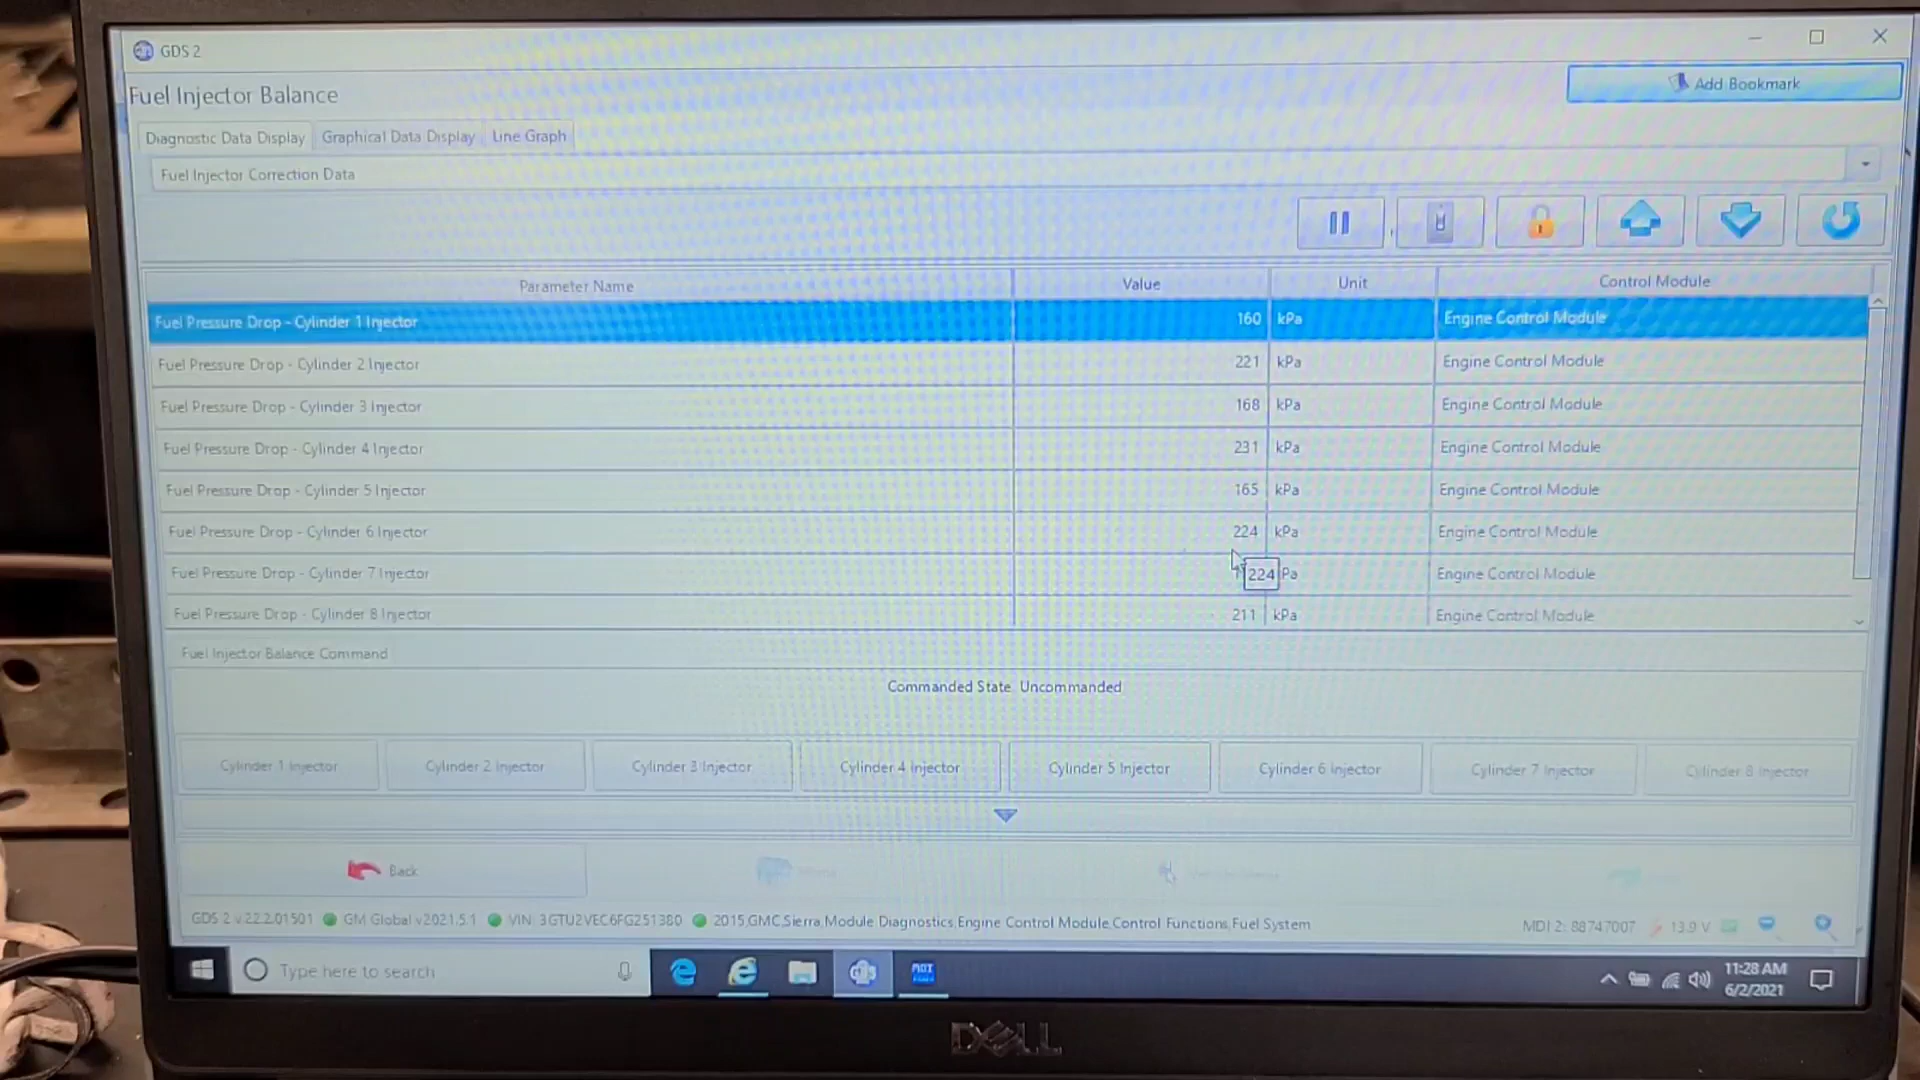 GDS 2
Fuel Injector Balance
Add Bookmark
Diagnostic Data Display Graphical Data Display Line Graph
Fuel Injector Correction Data
Parameter Name Value Unit Control Module
Fuel Pressure Drop - Cylinder 1 Injector 160 kPa Engine Control Module
Fuel Pressure Drop - Cylinder 2 Injector 221 kPa Engine Control Module
Fuel Pressure Drop - Cylinder 3 Injector 168 kPa Engine Control Module
Fuel Pressure Drop - Cylinder 4 Injector 231 kPa Engine Control Module
Fuel Pressure Drop - Cylinder 5 Injector 165 kPa Engine Control Module
Fuel Pressure Drop - Cylinder 6 Injector 224 kPa Engine Control Module
Fuel Pressure Drop - Cylinder 7 Injector 224 Pa Engine Control Module
Fuel Pressure Drop - Cylinder 8 Injector 211 kPa Engine Control Module
Fuel Injector Balance Command
Commanded State Uncommanded
Cylinder 1 Injector Cylinder 2 Injector Cylinder 3 Injector Cylinder 4 Injector Cylinder 5 Injector Cylinder 6 Injector Cylinder 7 Injector Cylinder 8 Injector
Back
GDS 2 v.22.2.01501 GM Global v2021.5.1 VIN: 3GTU2VEC6FG251380 2015,GMC,Sierra,Module Diagnostics,Engine Control Module,Control Functions,Fuel System MDI 2: 88747007 13.9 V
Type here to search
MDI
11:28 AM
6/2/2021
DELL